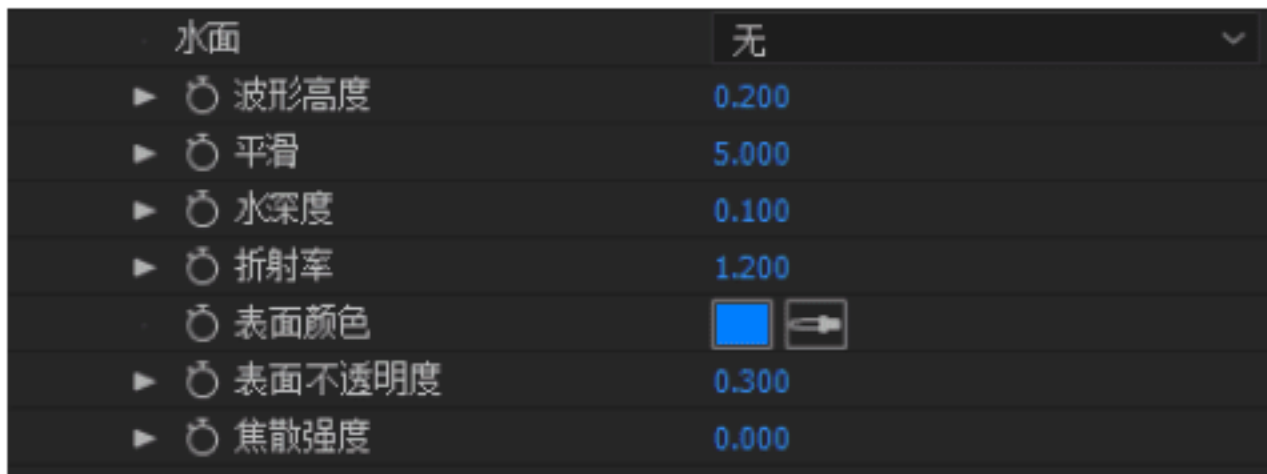 水面 无
波形高度 0.200
平滑 5.000
水深度 0.100
折射率 1.200
表面颜色
表面不透明度 0.300
焦散强度 0.000